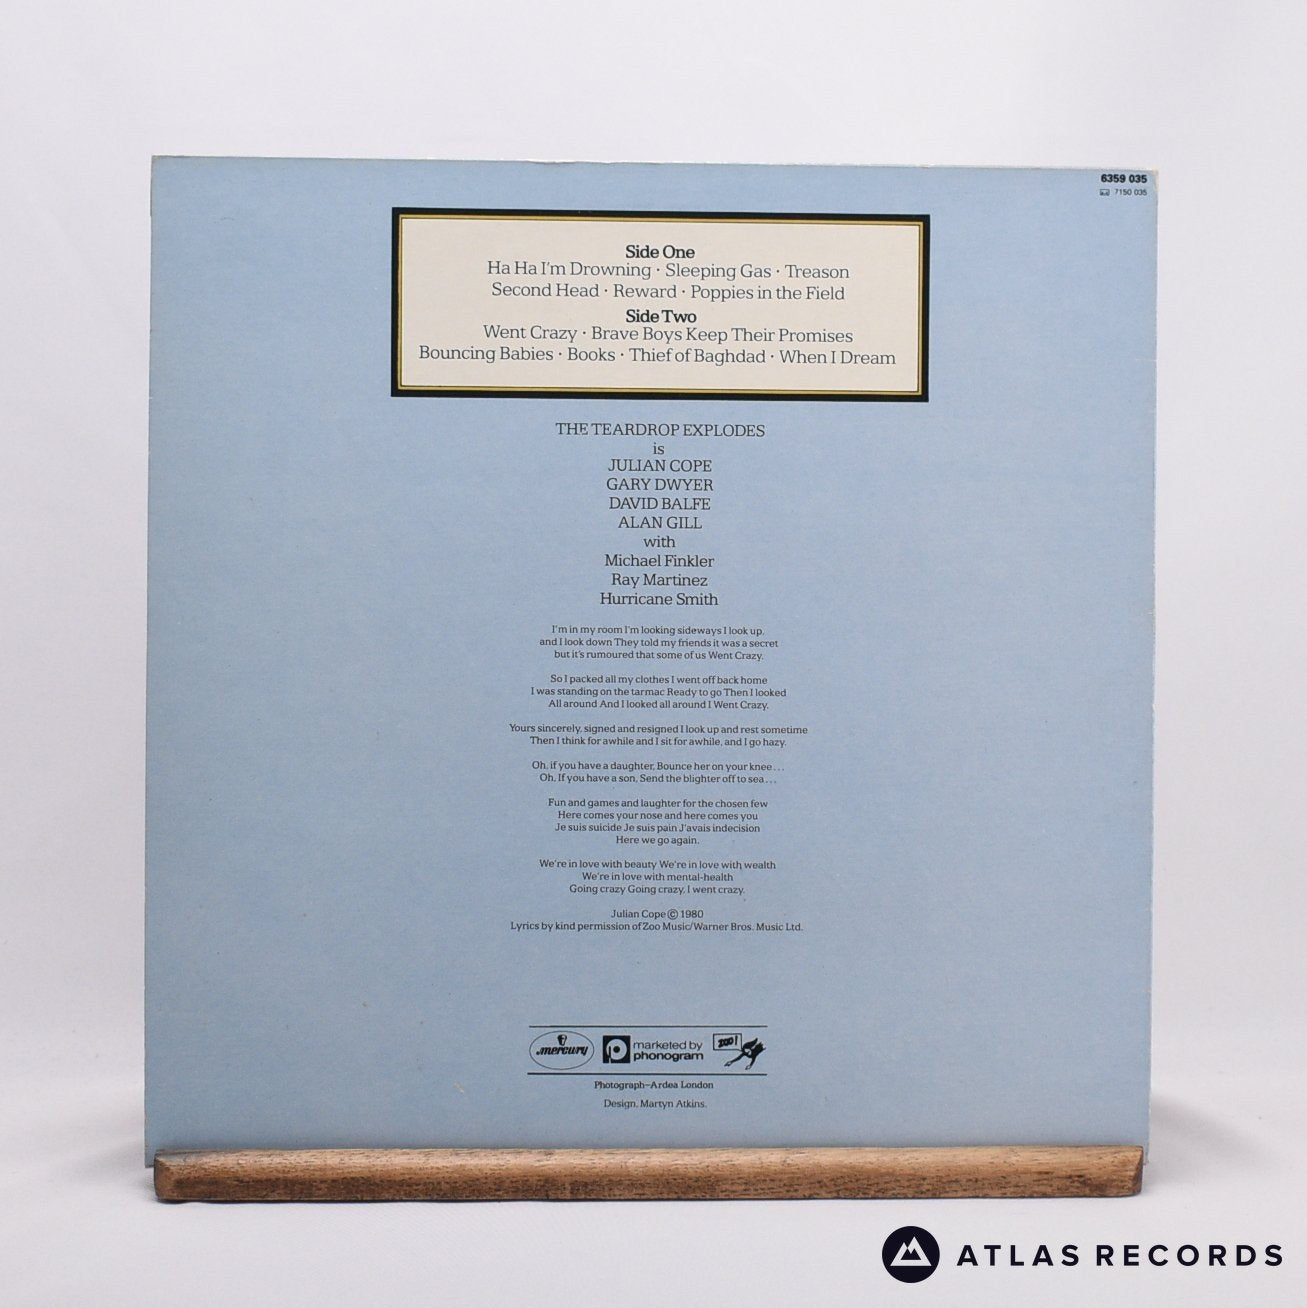 6359 035
7150 035
Side One
Ha Ha I'm Drowning · Sleeping Gas · Treason
Second Head · Reward · Poppies in the Field
Side Two
Went Crazy · Brave Boys Keep Their Promises
Bouncing Babies · Books · Thief of Baghdad · When I Dream
THE TEARDROP EXPLODES
is
JULIAN COPE
GARY DWYER
DAVID BALFE
ALAN GILL
with
Michael Finkler
Ray Martinez
Hurricane Smith
I'm in my room I'm looking sideways I look up,
and I look down They told my friends it was a secret
but it's rumoured that some of us Went Crazy.
So I packed all my clothes I went off back home
I was standing on the tarmac Ready to go Then I looked
All around And I looked all around I Went Crazy.
Yours sincerely, signed and resigned I look up and rest sometime
Then I think for awhile and I sit for awhile, and I go hazy.
Oh, if you have a daughter, Bounce her on your knee...
Oh, If you have a son, Send the blighter off to sea...
Fun and games and laughter for the chosen few
Here comes your nose and here comes you
Je suis suicide Je suis pain J'avais indecision
Here we go again.
We're in love with beauty We're in love with wealth
We're in love with mental-health
Going crazy Going crazy, I went crazy.
Julian Cope © 1980
Lyrics by kind permission of Zoo Music/Warner Bros. Music Ltd.
mercury
marketed by
phonogram
ZOO!
Photograph–Ardea London
Design. Martyn Atkins.
ATLAS RECORDS